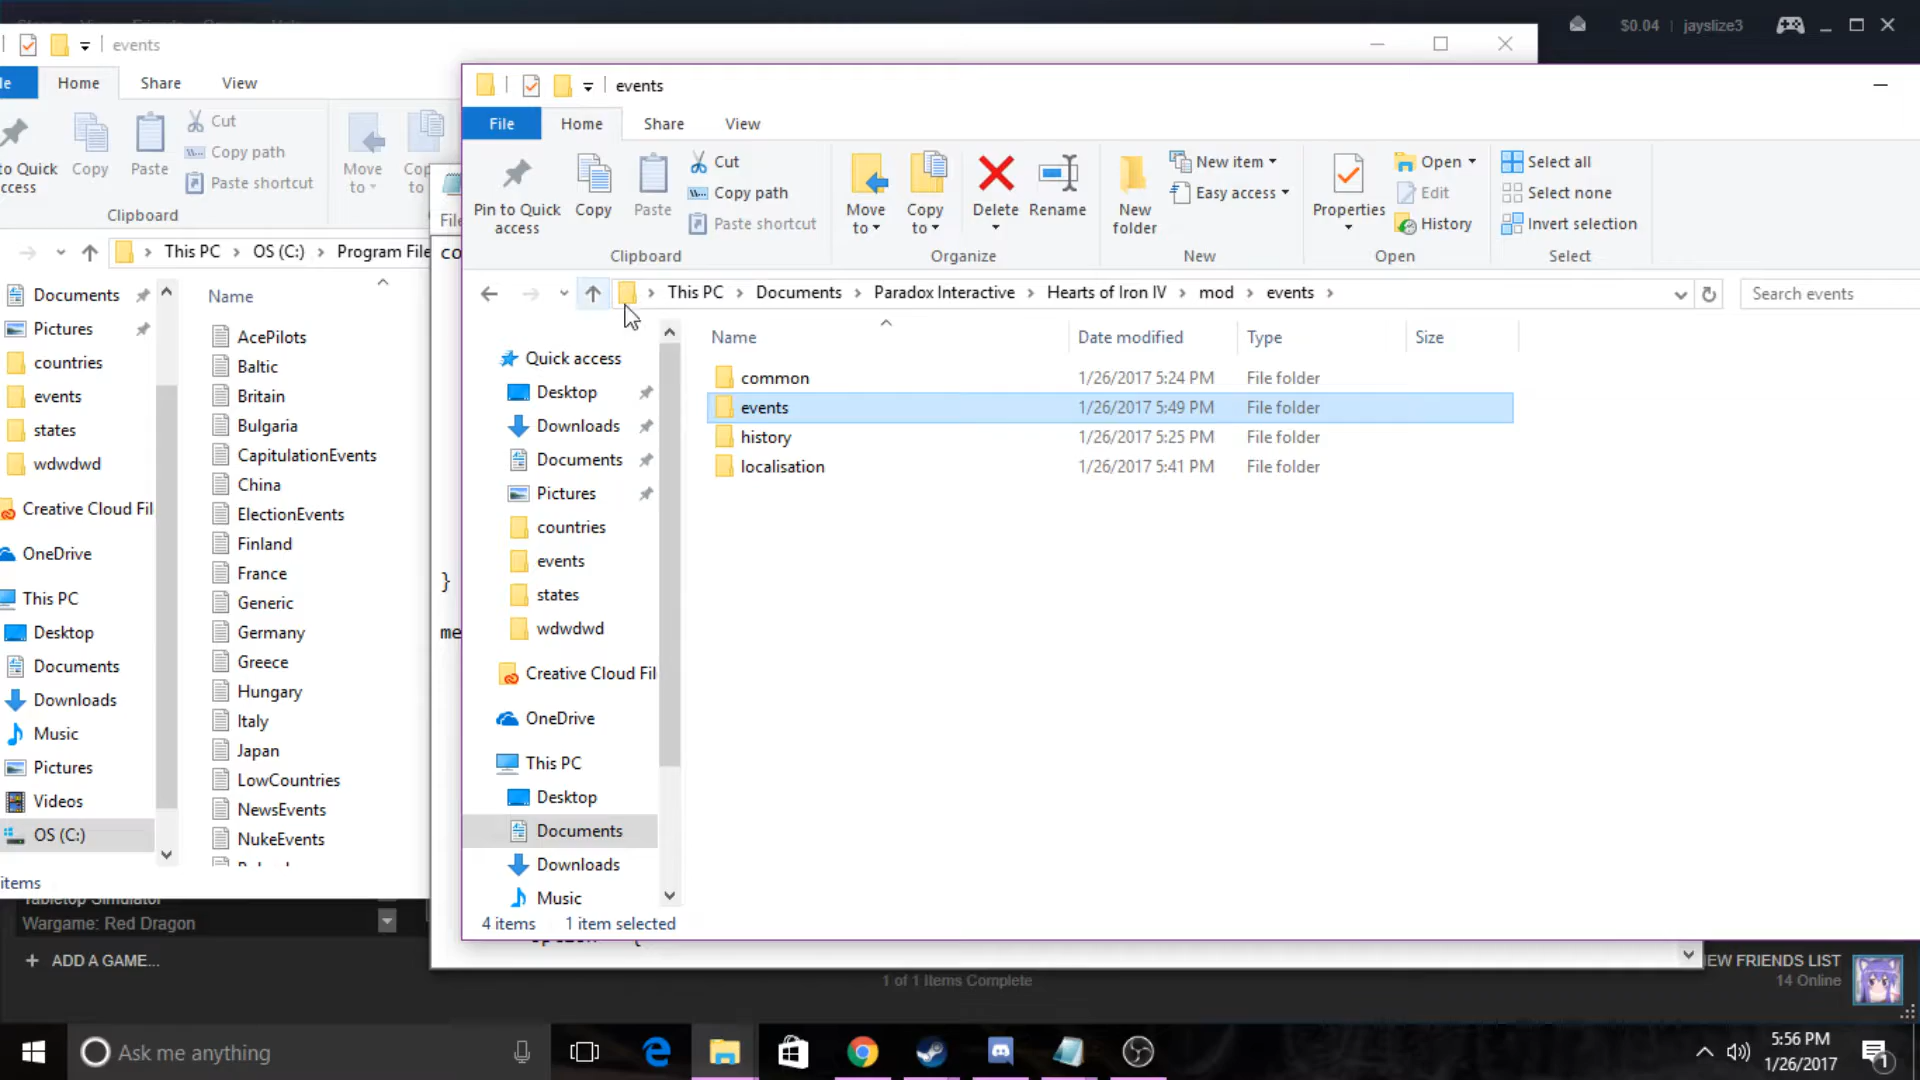 $0.04
jayslize3
events
Home
Share
View
Cut
Copy path
Paste shortcut
Copy
Paste
Move
to
Clipboard
This PC > OS (C:) > Program File
Name
Documents
Pictures
countries
events
states
wdwdwd
Creative Cloud Fil
OneDrive
This PC
Desktop
Documents
Downloads
Music
Pictures
Videos
OS (C:)
AcePilots
Baltic
Britain
Bulgaria
CapitulationEvents
China
ElectionEvents
Finland
France
Generic
Germany
Greece
Hungary
Italy
Japan
LowCountries
NewsEvents
NukeEvents
items
Wargame: Red Dragon
+ ADD A GAME...
events
File
Home
Share
View
Pin to Quick
access
Copy
Paste
Cut
Copy path
Paste shortcut
Clipboard
Move
to
Copy
to
Delete
Rename
Organize
New
folder
New item
Easy access
New
Properties
Open
Edit
History
Open
Select all
Select none
Invert selection
Select
This PC > Documents > Paradox Interactive > Hearts of Iron IV > mod > events >
Search events
Quick access
Desktop
Downloads
Documents
Pictures
countries
events
states
wdwdwd
Creative Cloud Fil
OneDrive
This PC
Desktop
Documents
Downloads
Music
Name
Date modified
Type
Size
common 1/26/2017 5:24 PM File folder
events 1/26/2017 5:49 PM File folder
history 1/26/2017 5:25 PM File folder
localisation 1/26/2017 5:41 PM File folder
4 items
1 item selected
1 of 1 Items Complete
EW FRIENDS LIST
14 Online
Ask me anything
5:56 PM
1/26/2017
1